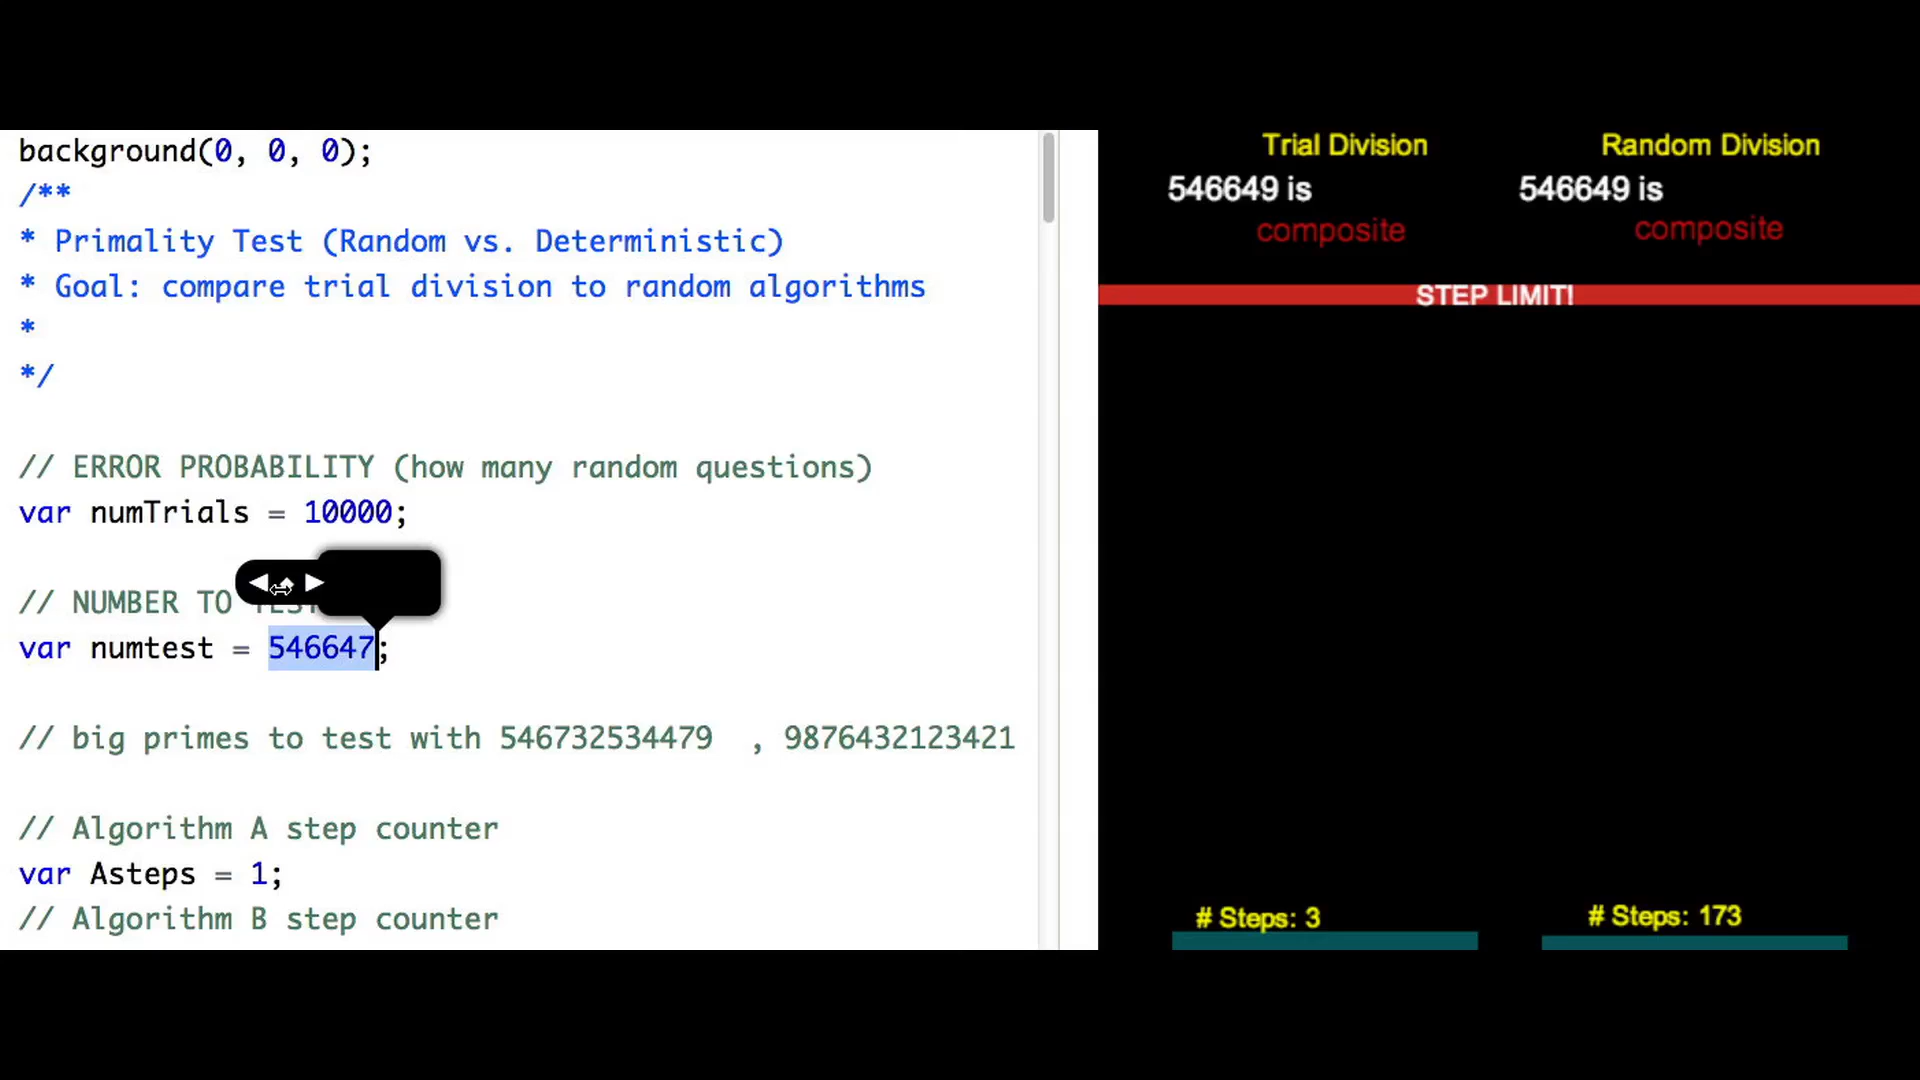 background(0, 0, 0);
/**
* Primality Test (Random vs. Deterministic)
* Goal: compare trial division to random algorithms
*
*/
// ERROR PROBABILITY (how many random questions)
var numTrials = 10000;
// NUMBER TO TEST
var numtest = 546647;
// big primes to test with 546732534479 , 9876432123421
// Algorithm A step counter
var Asteps = 1;
// Algorithm B step counter
Trial Division
546649 is
composite
Random Division
546649 is
composite
STEP LIMIT!
# Steps: 3
# Steps: 173